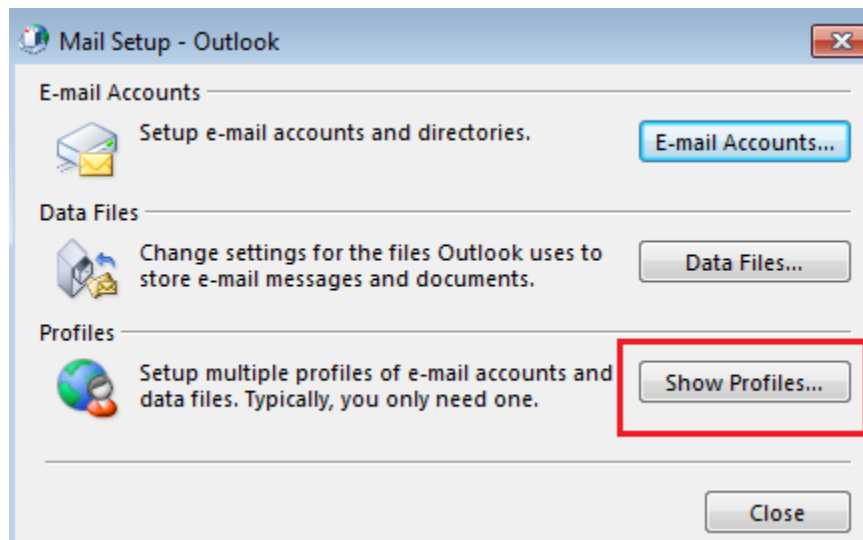 Mail Setup - Outlook
E-mail Accounts
Setup e-mail accounts and directories.
E-mail Accounts...
Data Files
Change settings for the files Outlook uses to
store e-mail messages and documents.
Data Files...
Profiles
Setup multiple profiles of e-mail accounts and
data files. Typically, you only need one.
Show Profiles...
Close